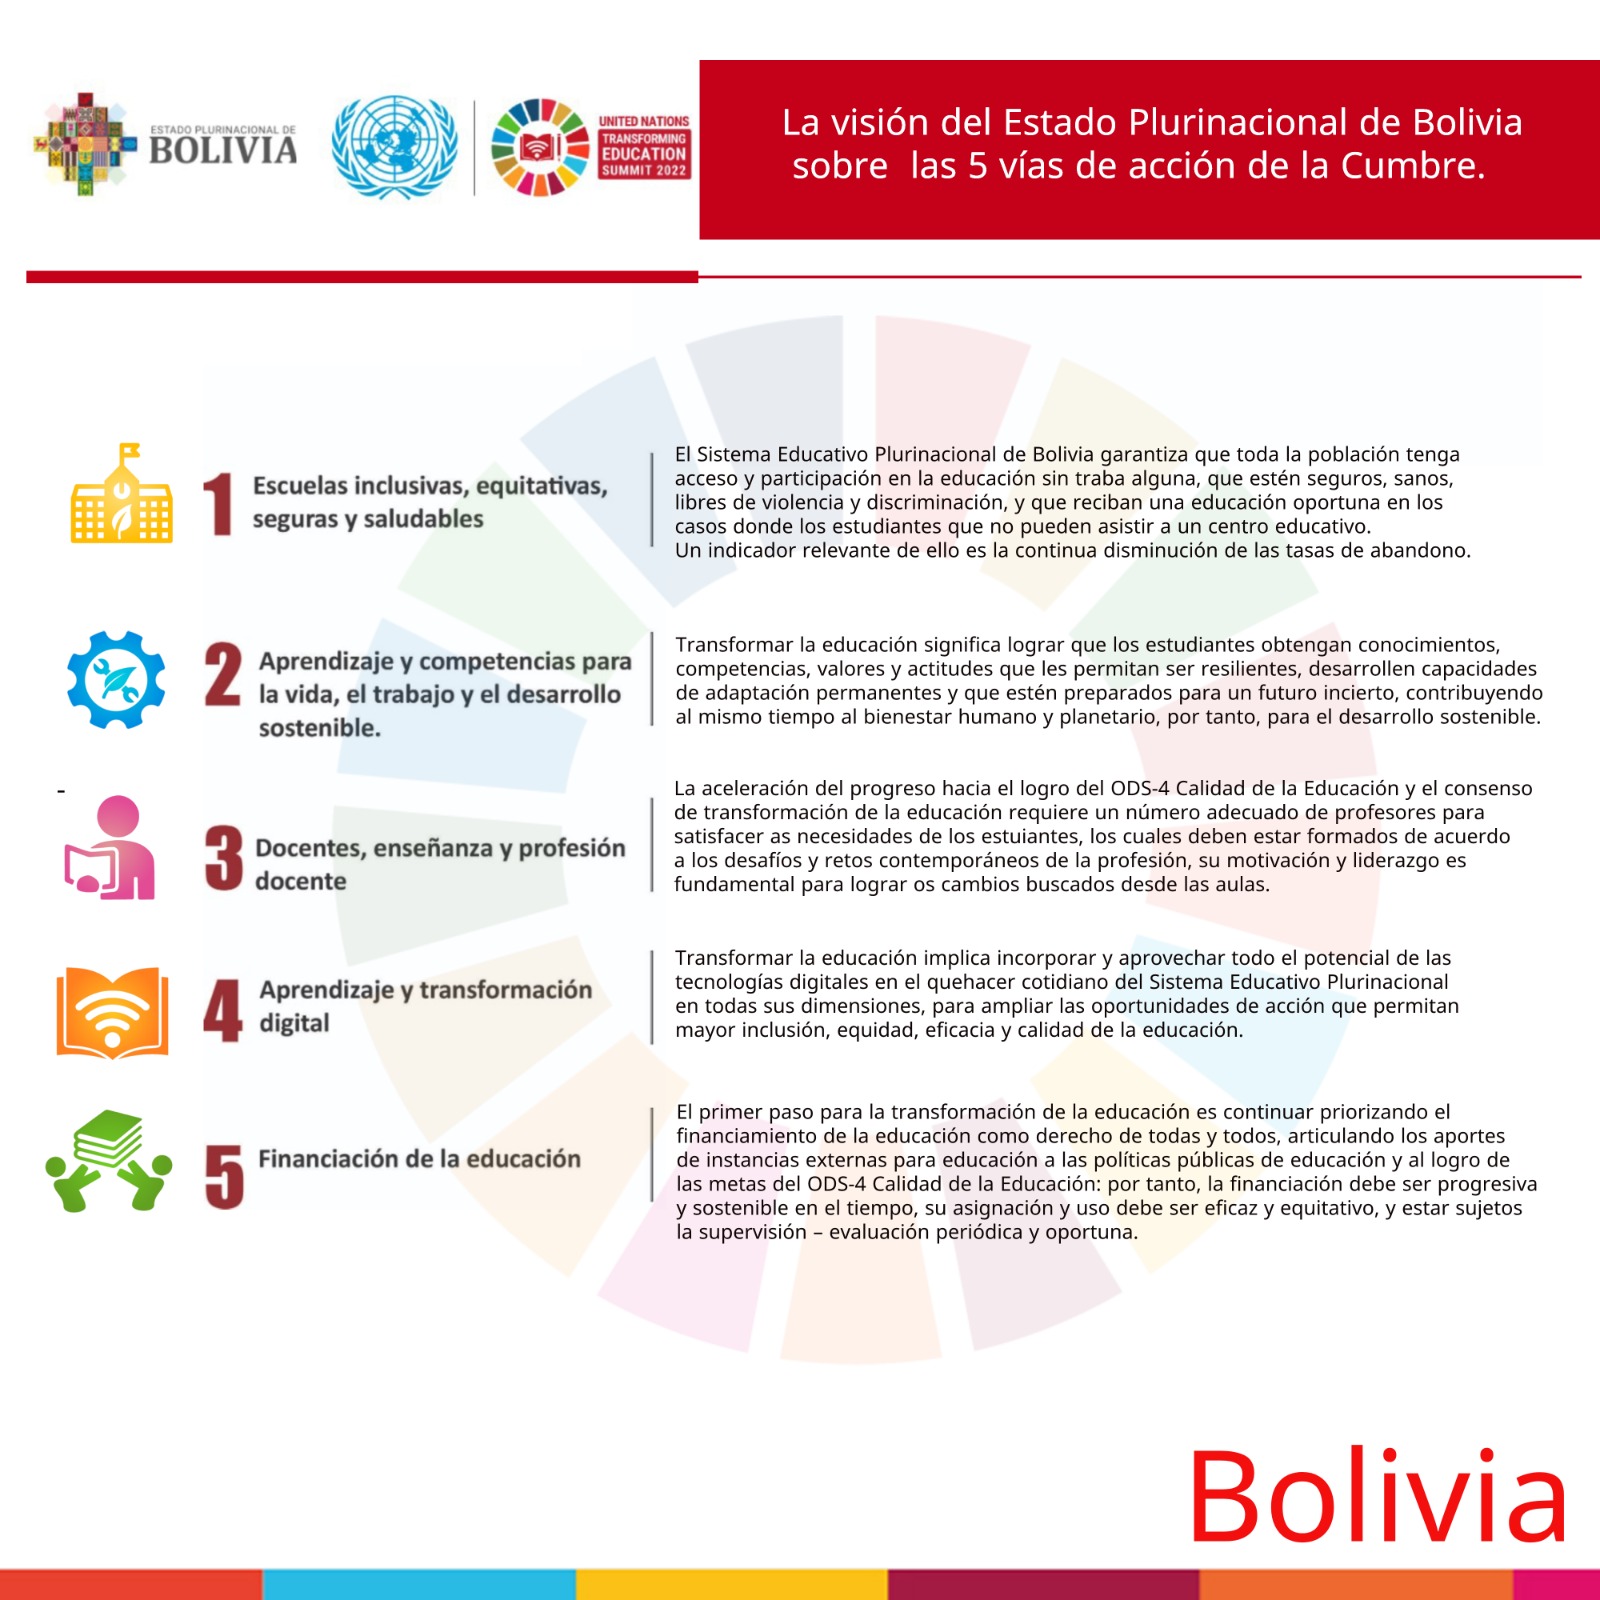 ESTADO PLURINACIONAL DE
BOLIVIA
UNITED NATIONS
TRANSFORMING
EDUCATION
SUMMIT 2022
La visión del Estado Plurinacional de Bolivia
sobre las 5 vías de acción de la Cumbre.
1
Escuelas inclusivas, equitativas,
seguras y saludables
El Sistema Educativo Plurinacional de Bolivia garantiza que toda la población tenga
acceso y participación en la educación sin traba alguna, que estén seguros, sanos,
libres de violencia y discriminación, y que reciban una educación oportuna en los
casos donde los estudiantes que no pueden asistir a un centro educativo.
Un indicador relevante de ello es la continua disminución de las tasas de abandono.
2
Aprendizaje y competencias para
la vida, el trabajo y el desarrollo
sostenible.
Transformar la educación significa lograr que los estudiantes obtengan conocimientos,
competencias, valores y actitudes que les permitan ser resilientes, desarrollen capacidades
de adaptación permanentes y que estén preparados para un futuro incierto, contribuyendo
al mismo tiempo al bienestar humano y planetario, por tanto, para el desarrollo sostenible.
-
3
Docentes, enseñanza y profesión
docente
La aceleración del progreso hacia el logro del ODS-4 Calidad de la Educación y el consenso
de transformación de la educación requiere un número adecuado de profesores para
satisfacer as necesidades de los estuiantes, los cuales deben estar formados de acuerdo
a los desafíos y retos contemporáneos de la profesión, su motivación y liderazgo es
fundamental para lograr os cambios buscados desde las aulas.
4
Aprendizaje y transformación
digital
Transformar la educación implica incorporar y aprovechar todo el potencial de las
tecnologías digitales en el quehacer cotidiano del Sistema Educativo Plurinacional
en todas sus dimensiones, para ampliar las oportunidades de acción que permitan
mayor inclusión, equidad, eficacia y calidad de la educación.
5
Financiación de la educación
El primer paso para la transformación de la educación es continuar priorizando el
financiamiento de la educación como derecho de todas y todos, articulando los aportes
de instancias externas para educación a las políticas públicas de educación y al logro de
las metas del ODS-4 Calidad de la Educación: por tanto, la financiación debe ser progresiva
y sostenible en el tiempo, su asignación y uso debe ser eficaz y equitativo, y estar sujetos
la supervisión – evaluación periódica y oportuna.
Bolivia